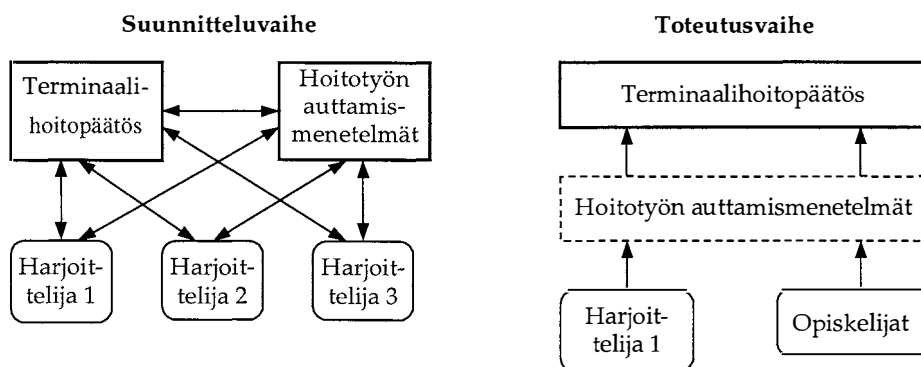 Suunnitteluvaihe
Terminaali-
hoitopäätös
Hoitotyön
auttamis-
menetelmät
Harjoit-
telija 1
Harjoit-
telija 2
Harjoit-
telija 3
Toteutusvaihe
Terminaalihoitopäätös
Hoitotyön auttamismenetelmät
Harjoit-
telija 1
Opiskelijat